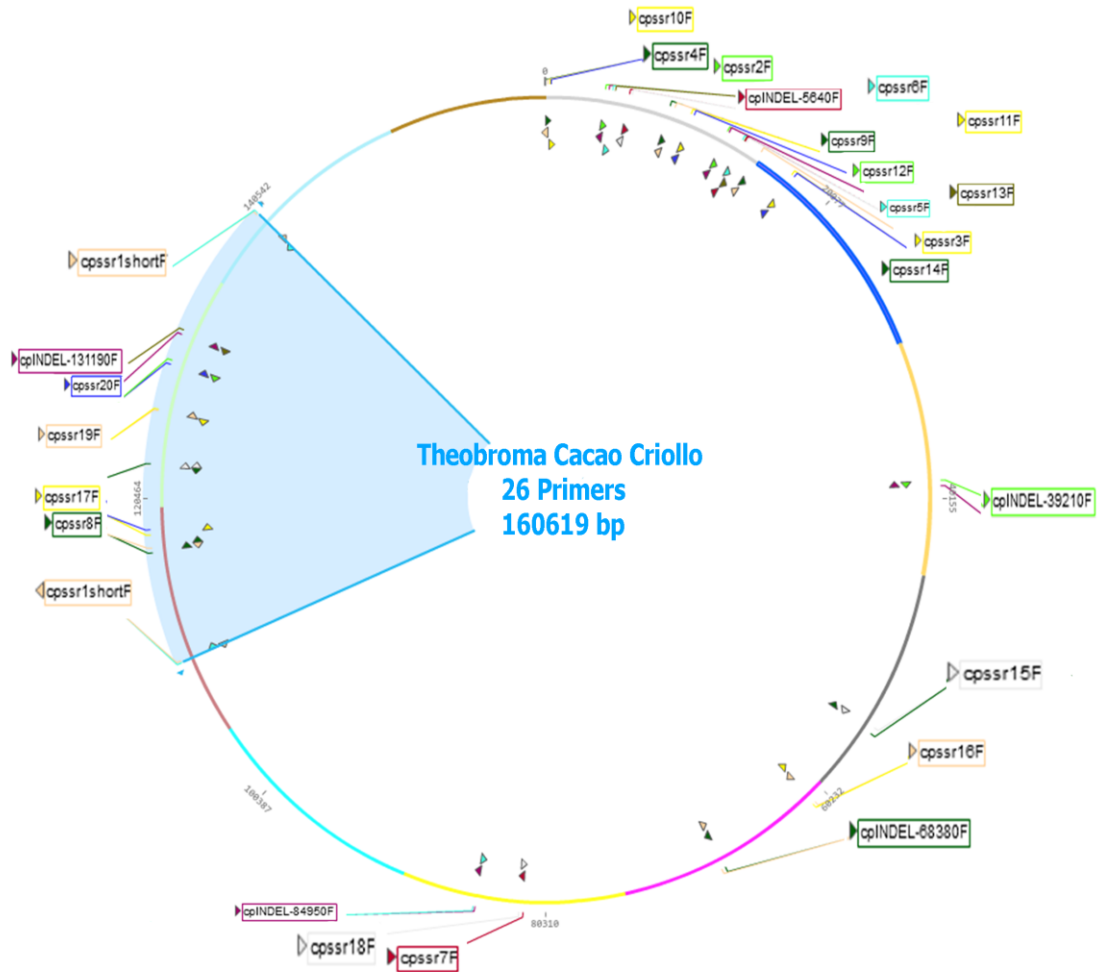 cpssr10F
cpssr4F
cpssr2F
cpssr6F
0
cpINDEL-5640F
cpssr11F
cpssr9F
cpssr12F
cpssr13F
cpssr5F
cpssr3F
cpssr14F
140542
cpssr1shortF
cpINDEL-131190F
cpssr20F
cpssr19F
cpssr17F
120464
cpssr8F
cpssr1shortF
Theobroma Cacao Criollo
26 Primers
160619 bp
cpINDEL-39210F
cpssr15F
cpssr16F
60232
cpINDEL-68380F
100387
cpINDEL-84950F
80310
cpssr18F
cpssr7F